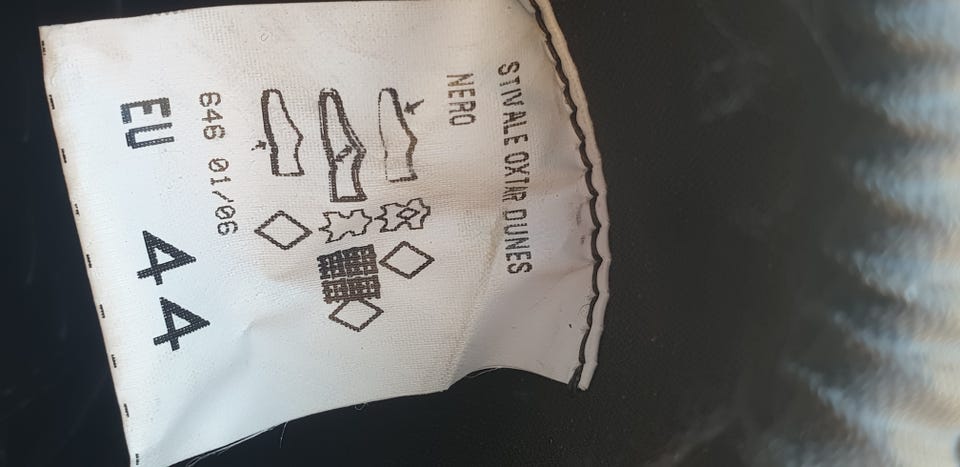 STIVALE OXTAR DUNES
NERO
646 01/06
EU 44